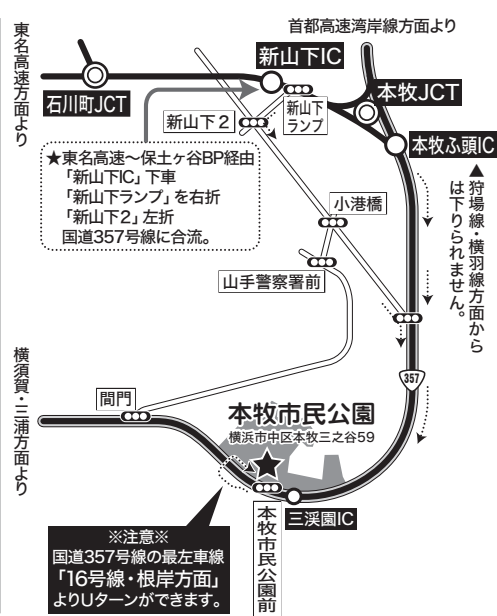 首都高速湾岸線方面より
東名高速方面より
新山下IC
本牧JCT
石川町JCT
新山下
ランプ
新山下2
本牧ふ頭IC
★東名高速〜保土ヶ谷BP経由
「新山下IC」下車
「新山下ランプ」を右折
「新山下2」左折
国道357号線に合流。
▲狩場線・横羽線方面から
は下りられません。
小港橋
山手警察署前
横須賀・三浦方面より
357
間門
本牧市民公園
横浜市中区本牧三之谷59
三渓園IC
本牧市民公園前
※注意※
国道357号線の最左車線
「16号線・根岸方面」
よりUターンができます。